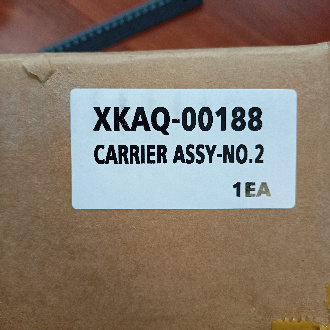 XKAQ-00188
CARRIER ASSY-NO.2
1EA